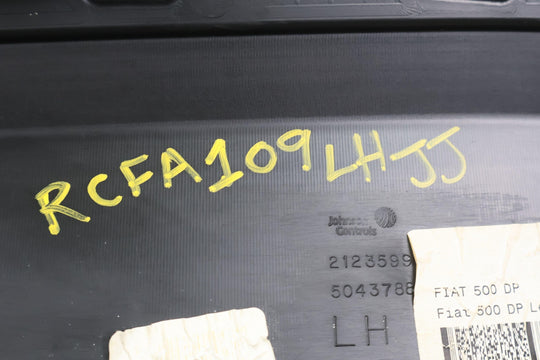 RCFA109LHJJ
Johnson
Controls
2123599
5043788
LH
FIAT 500 DP
Fiat 500 DP